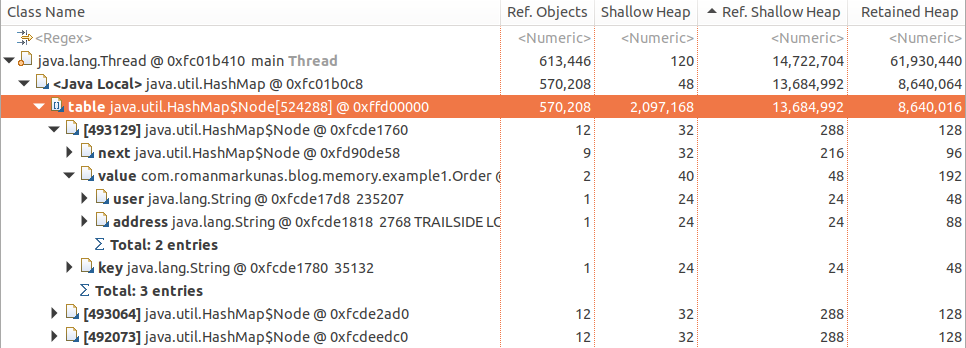 Class Name Ref. Objects Shallow Heap Ref. Shallow Heap Retained Heap
<Regex> <Numeric> <Numeric> <Numeric> <Numeric>
java.lang.Thread @ 0xfc01b410 main Thread 613,446 120 14,722,704 61,930,440
<Java Local> java.util.HashMap @ 0xfc01b0c8 570,208 48 13,684,992 8,640,064
table java.util.HashMap$Node[524288] @ 0xffd00000 570,208 2,097,168 13,684,992 8,640,016
[493129] java.util.HashMap$Node @ 0xfcde1760 12 32 288 128
next java.util.HashMap$Node @ 0xfd90de58 9 32 216 96
value com.romanmarkunas.blog.memory.example1.Order @ 2 40 48 192
user java.lang.String @ 0xfcde17d8 235207 1 24 24 48
address java.lang.String @ 0xfcde1818 2768 TRAILSIDE LO 1 24 24 88
Σ Total: 2 entries
key java.lang.String @ 0xfcde1780 35132 1 24 24 48
Σ Total: 3 entries
[493064] java.util.HashMap$Node @ 0xfcde2ad0 12 32 288 128
[492073] java.util.HashMap$Node @ 0xfcdeedc0 12 32 288 128